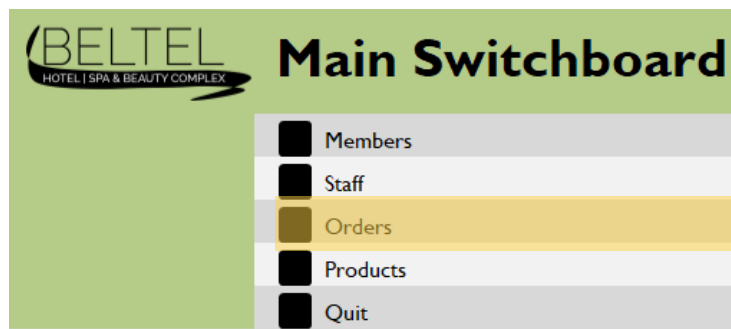 BELTEL
HOTEL | SPA & BEAUTY COMPLEX
Main Switchboard
Members
Staff
Orders
Products
Quit